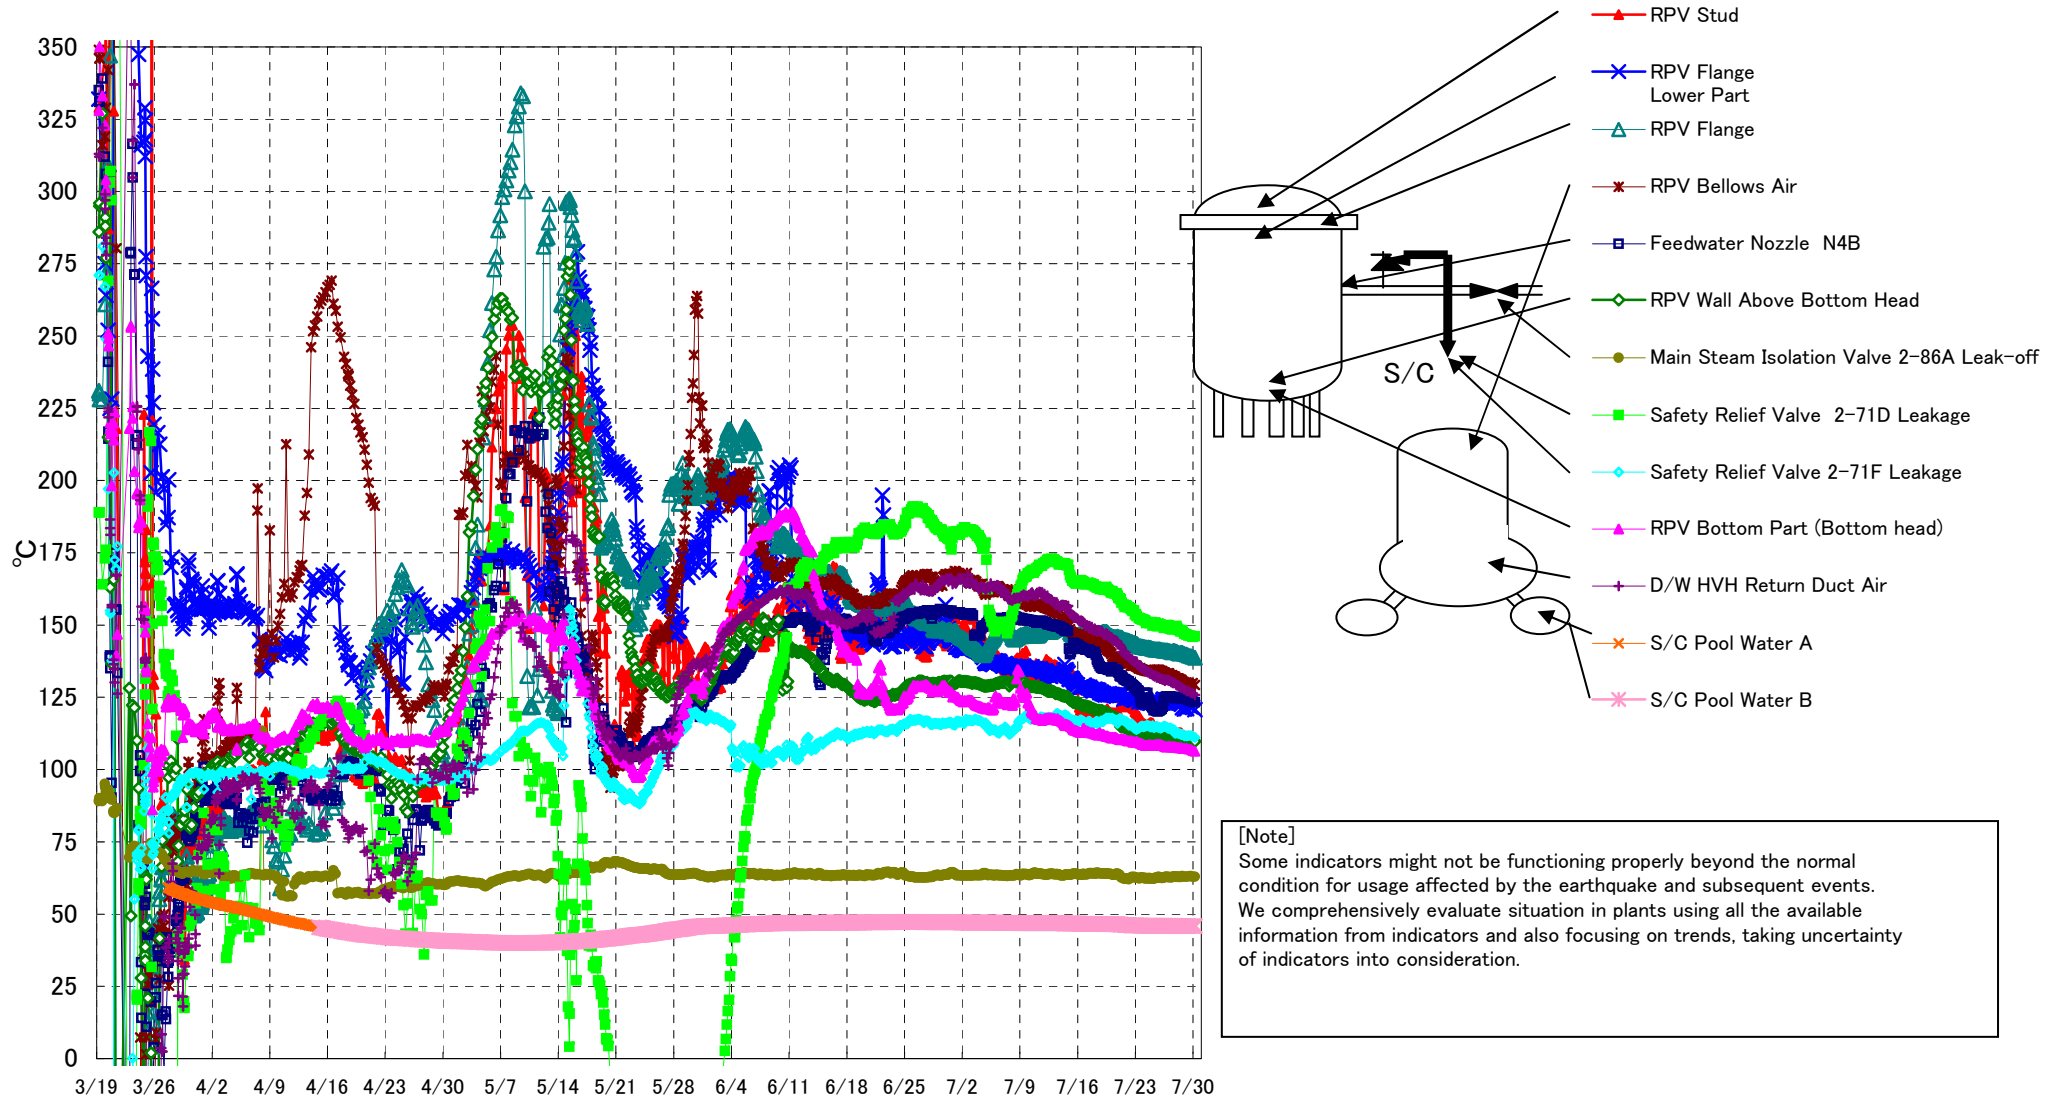 350
325
300
275
250
225
200
175
150
125
100
75
50
25
0
℃
3/19 3/26 4/2 4/9 4/16 4/23 4/30 5/7 5/14 5/21 5/28 6/4 6/11 6/18 6/25 7/2 7/9 7/16 7/23 7/30
RPV Stud
RPV Flange
Lower Part
RPV Flange
RPV Bellows Air
Feedwater Nozzle N4B
RPV Wall Above Bottom Head
Main Steam Isolation Valve 2-86A Leak-off
Safety Relief Valve 2-71D Leakage
Safety Relief Valve 2-71F Leakage
RPV Bottom Part (Bottom head)
D/W HVH Return Duct Air
S/C Pool Water A
S/C Pool Water B
S/C
[Note]
Some indicators might not be functioning properly beyond the normal
condition for usage affected by the earthquake and subsequent events.
We comprehensively evaluate situation in plants using all the available
information from indicators and also focusing on trends, taking uncertainty
of indicators into consideration.